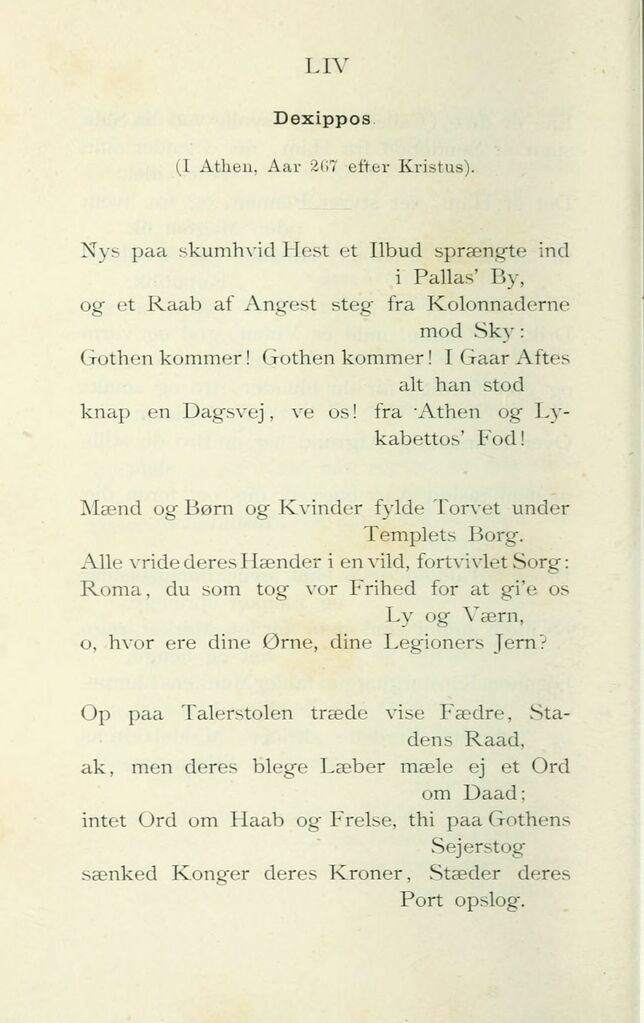 LIV
Dexippos.
(I Athen, Aar 267 efter Kristus).
Nys paa skumhvid Hest et Ilbud sprængte ind
i Pallas' By,
og et Raab af Angest steg fra Kolonnaderne
mod Sky:
Gothen kommer! Gothen kommer! I Gaar Aftes
alt han stod
knap en Dagsvej, ve os! fra Athen og Ly-
kabettos' Fod!
Mænd og Børn og Kvinder fylde Torvet under
Templets Borg.
Alle vride deres Hænder i en vild, fortvivlet Sorg:
Roma, du som tog vor Frihed for at gi'e os
Ly og Værn,
o, hvor ere dine Ørne, dine Legioners Jern?
Op paa Talerstolen træde vise Fædre, Sta-
dens Raad,
ak, men deres blege Læber mæle ej et Ord
om Daad;
intet Ord om Haab og Frelse, thi paa Gothens
Sejerstog
sænked Konger deres Kroner, Stæder deres
Port opslog.